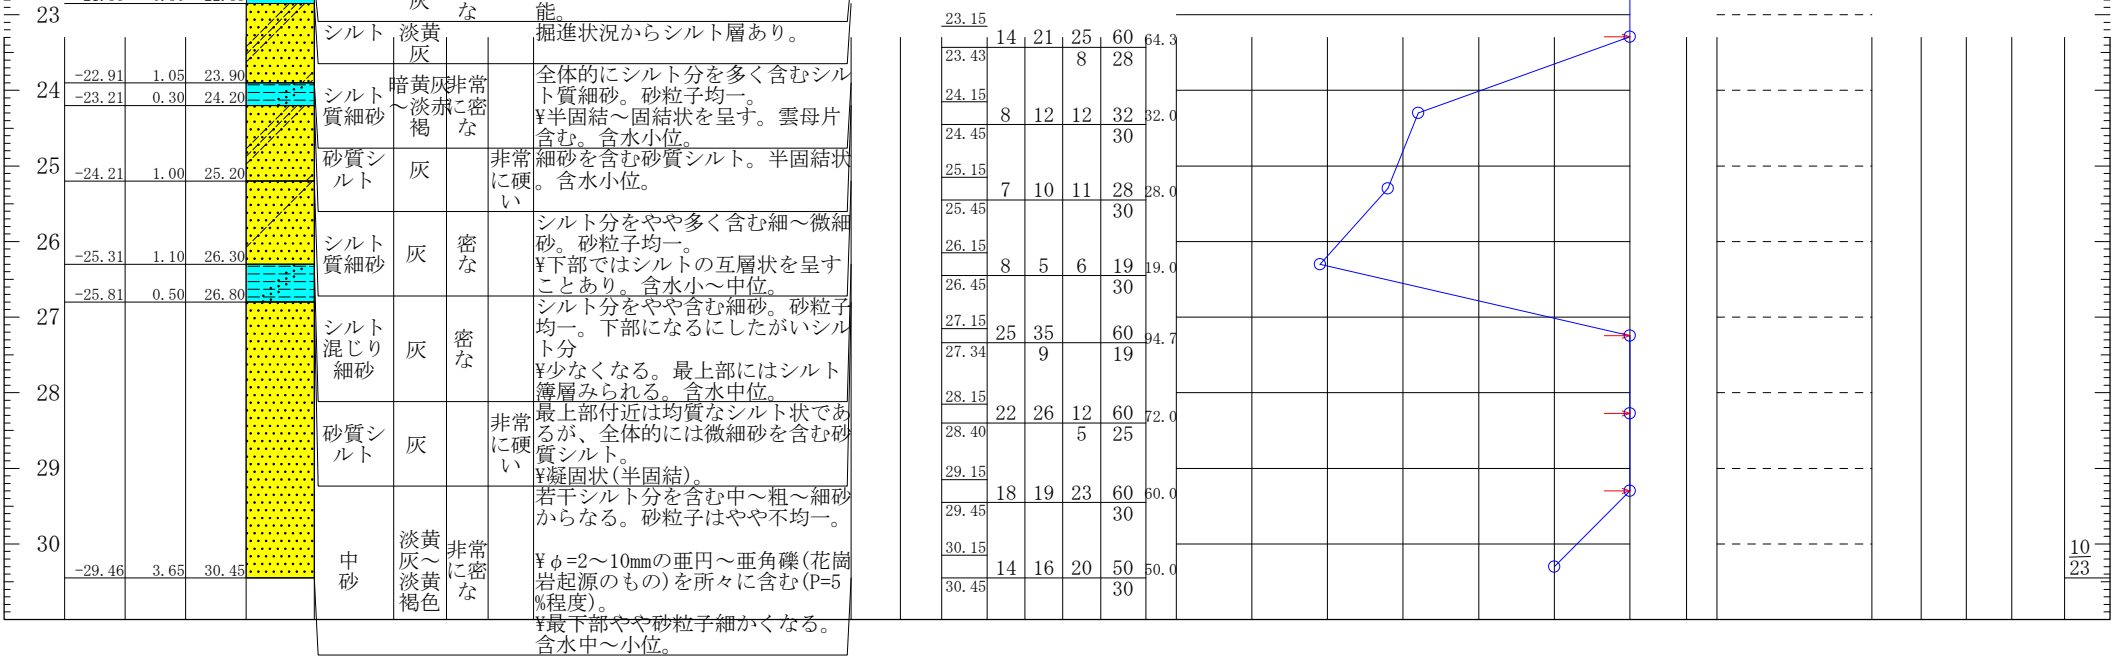 23
24
25
26
27
28
29
30
-22.91 1.05 23.90
-23.21 0.30 24.20
-24.21 1.00 25.20
-25.31 1.10 26.30
-25.81 0.50 26.80
-29.46 3.65 30.45
灰
な
能。
シルト
淡黄
灰
掘進状況からシルト層あり。
シルト
質細砂
暗黄灰
～淡赤
褐
非常
に密
な
全体的にシルト分を多く含むシル
ト質細砂。砂粒子均一。
¥半固結～固結状を呈す。雲母片
含む。含水小位。
砂質シ
ルト
灰
非常
に硬
い
細砂を含む砂質シルト。半固結状
。含水小位。
シルト
質細砂
灰
密
な
シルト分をやや多く含む細～微細
砂。砂粒子均一。
¥下部ではシルトの互層状を呈す
ことあり。含水小～中位。
シルト
混じり
細砂
灰
密
な
シルト分をやや含む細砂。砂粒子
均一。下部になるにしたがいシル
ト分
¥少なくなる。最上部にはシルト
簿層みられる。含水中位。
砂質シ
ルト
灰
非常
に硬
い
最上部付近は均質なシルト状であ
るが、全体的には微細砂を含む砂
質シルト。
¥凝固状(半固結)。
中
砂
淡黄
灰～
淡黄
褐色
非常
に密
な
若干シルト分を含む中～粗～細砂
からなる。砂粒子はやや不均一。
¥φ=2～10mmの亜円～亜角礫(花崗
岩起源のもの)を所々に含む(P=5
%程度)。
¥最下部やや砂粒子細かくなる。
含水中～小位。
23.15
14 21 25 60 64.3
23.43
8 28
24.15
8 12 12 32 32.0
24.45
30
25.15
7 10 11 28 28.0
25.45
30
26.15
8 5 6 19 19.0
26.45
30
27.15
25 35 60 94.7
27.34
9 19
28.15
22 26 12 60 72.0
28.40
5 25
29.15
18 19 23 60 60.0
29.45
30
30.15
14 16 20 50 50.0
30.45
30
10
23